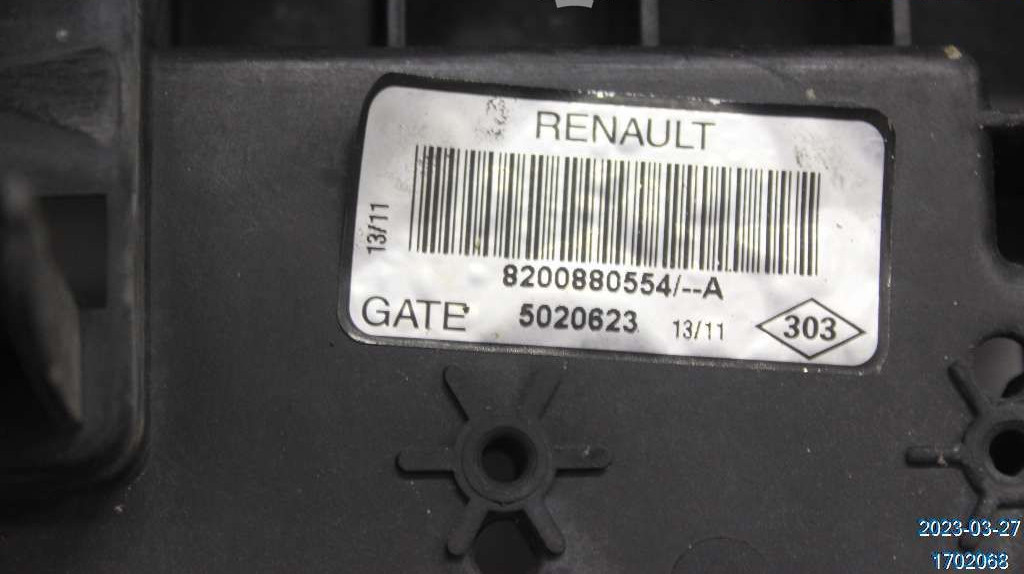 RENAULT
13/11
8200880554/--A
GATE 5020623 13/11 303
2023-03-27
1702068